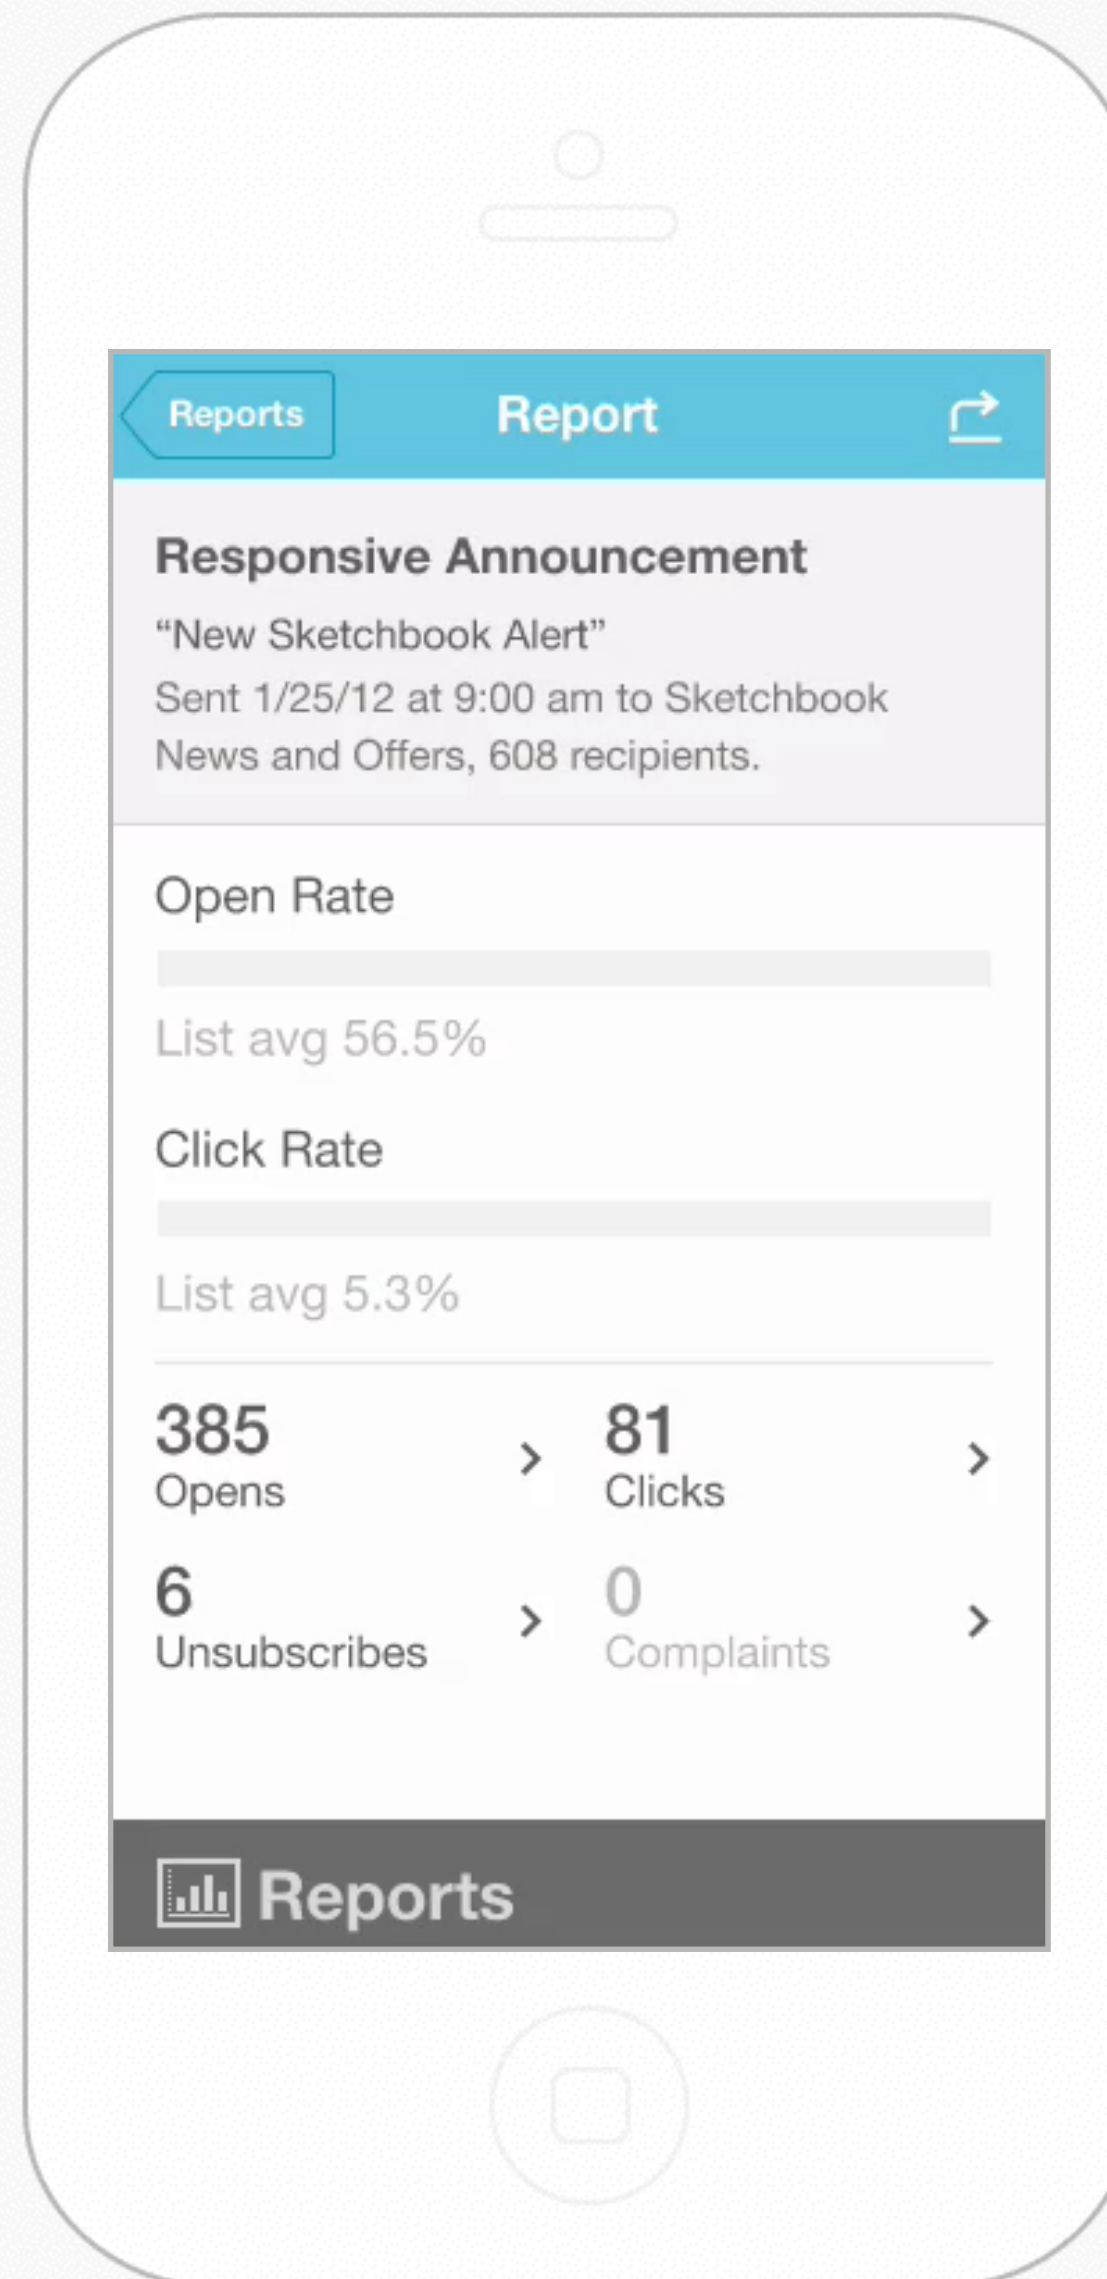 Reports
Report
Responsive Announcement
“New Sketchbook Alert”
Sent 1/25/12 at 9:00 am to Sketchbook
News and Offers, 608 recipients.
Open Rate
List avg 56.5%
Click Rate
List avg 5.3%
385
Opens
81
Clicks
6
Unsubscribes
0
Complaints
Reports